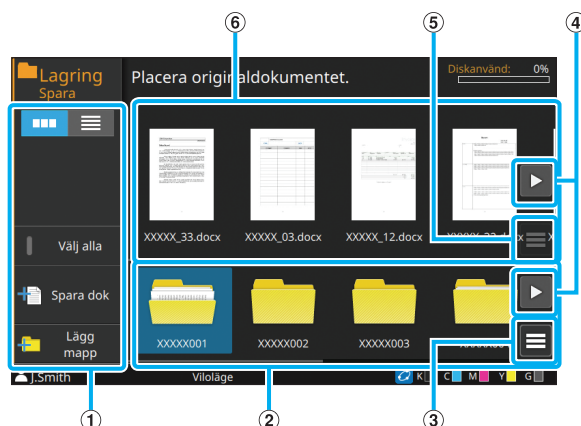 ⑥
⑤
④
Lagring
Spara
Placera originaldokumentet.
Diskanvänd: 0%
XXXXX_33.docx
XXXXX_03.docx
XXXXX_12.docx
Välj alla
Spara dok
Lägg
mapp
XXXXX001
XXXXX002
XXXXX003
J.Smith
Viloläge
K
C
M
Y
G
①
②
③